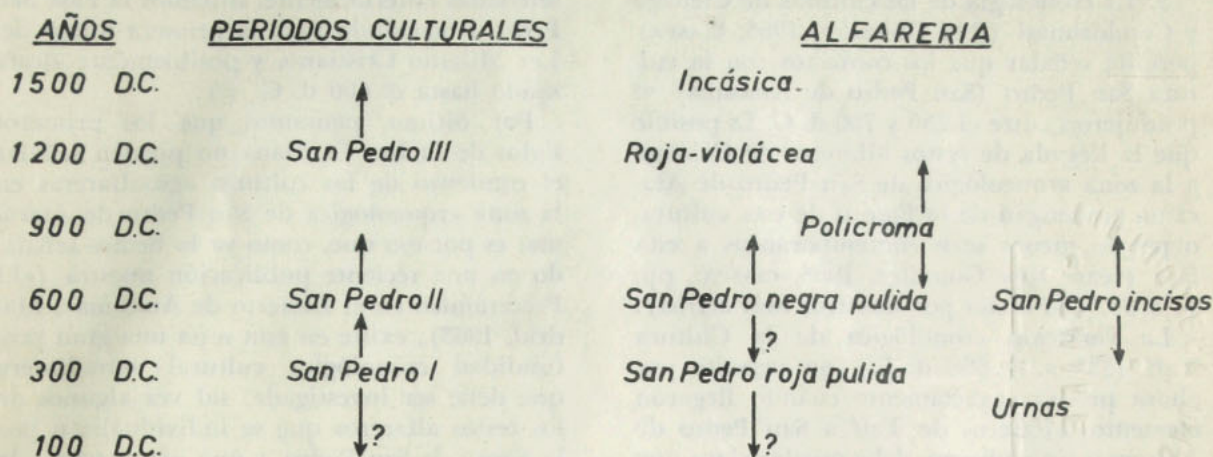 AÑOS PERIODOS CULTURALES ALFARERIA
1500 D.C. Incásica.
1200 D.C. San Pedro III Roja-violácea
900 D.C. Policroma
600 D.C. San Pedro II San Pedro negra pulida San Pedro incisos
?
300 D.C. San Pedro I San Pedro roja pulida
Urnas
100 D.C. ? ?